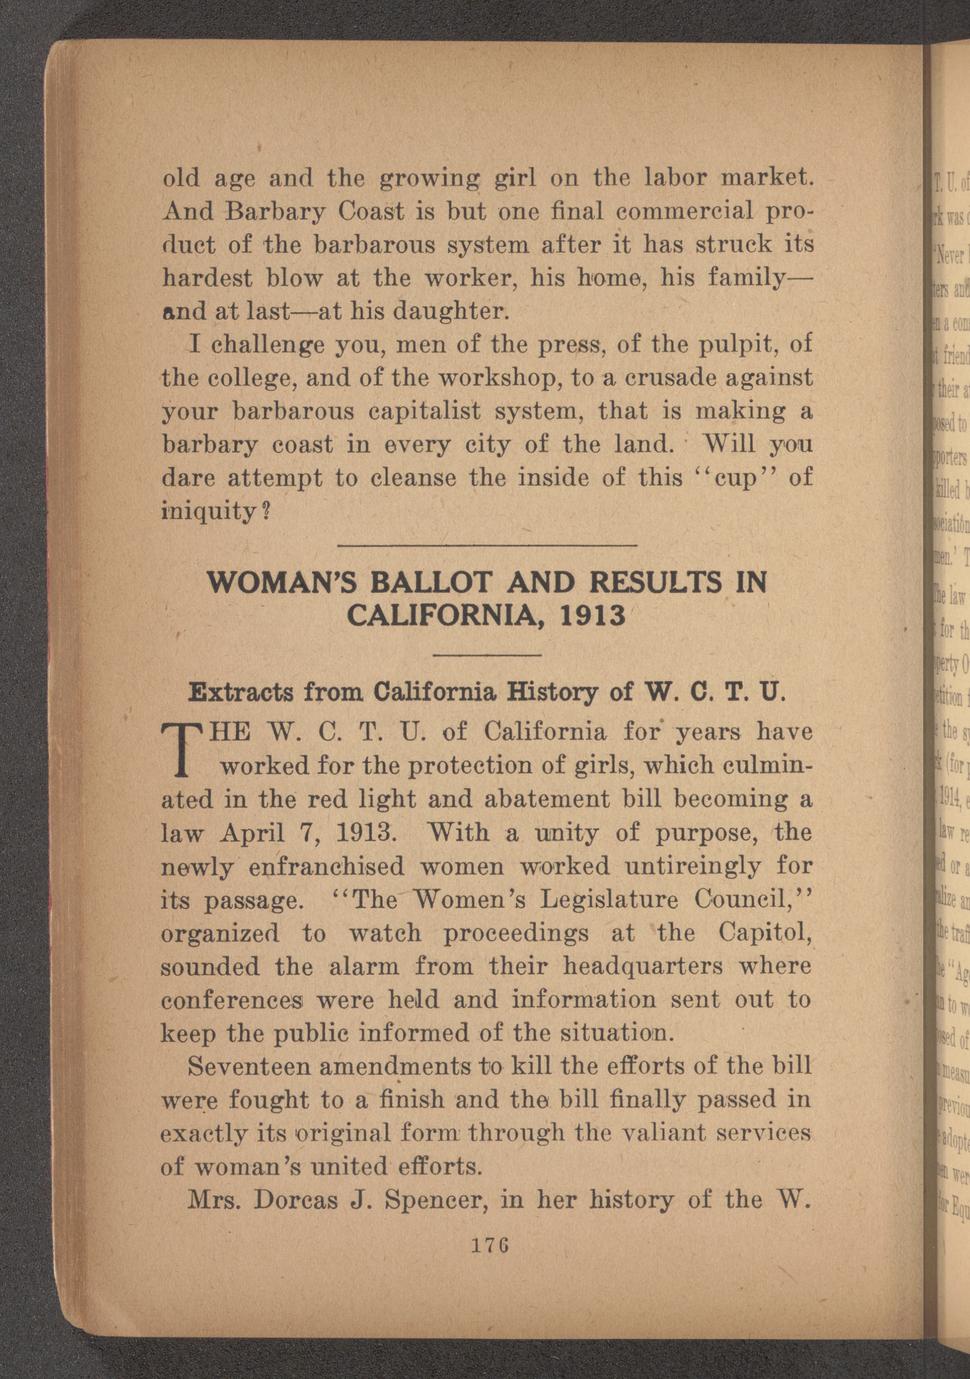 old age and the growing girl on the labor market.
And Barbary Coast is but one final commercial pro-
duct of the barbarous system after it has struck its
hardest blow at the worker, his home, his family—
and at last—at his daughter.
I challenge you, men of the press, of the pulpit, of
the college, and of the workshop, to a crusade against
your barbarous capitalist system, that is making a
barbary coast in every city of the land. Will you
dare attempt to cleanse the inside of this "cup" of
iniquity?
WOMAN'S BALLOT AND RESULTS IN
CALIFORNIA, 1913
Extracts from California History of W. C. T. U.
THE W. C. T. U. of California for years have
worked for the protection of girls, which culmin-
ated in the red light and abatement bill becoming a
law April 7, 1913. With a unity of purpose, the
newly enfranchised women worked untireingly for
its passage. "The Women's Legislature Council,"
organized to watch proceedings at the Capitol,
sounded the alarm from their headquarters where
conferences were held and information sent out to
keep the public informed of the situation.
Seventeen amendments to kill the efforts of the bill
were fought to a finish and the bill finally passed in
exactly its original form through the valiant services
of woman's united efforts.
Mrs. Dorcas J. Spencer, in her history of the W.
176